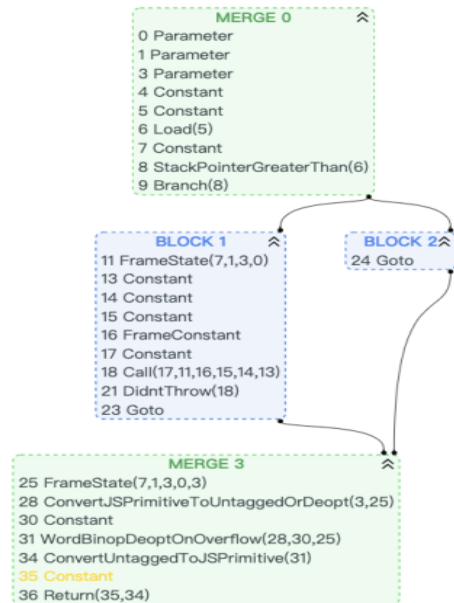 MERGE 0
0 Parameter
1 Parameter
3 Parameter
4 Constant
5 Constant
6 Load(5)
7 Constant
8 StackPointerGreaterThan(6)
9 Branch(8)
BLOCK 1
11 FrameState(7,1,3,0)
13 Constant
14 Constant
15 Constant
16 FrameConstant
17 Constant
18 Call(17,11,16,15,14,13)
21 DidntThrow(18)
23 Goto
BLOCK 2
24 Goto
MERGE 3
25 FrameState(7,1,3,0,3)
28 ConvertJSPrimitiveToUntaggedOrDeopt(3,25)
30 Constant
31 WordBinopDeoptOnOverflow(28,30,25)
34 ConvertUntaggedToJSPrimitive(31)
35 Constant
36 Return(35,34)